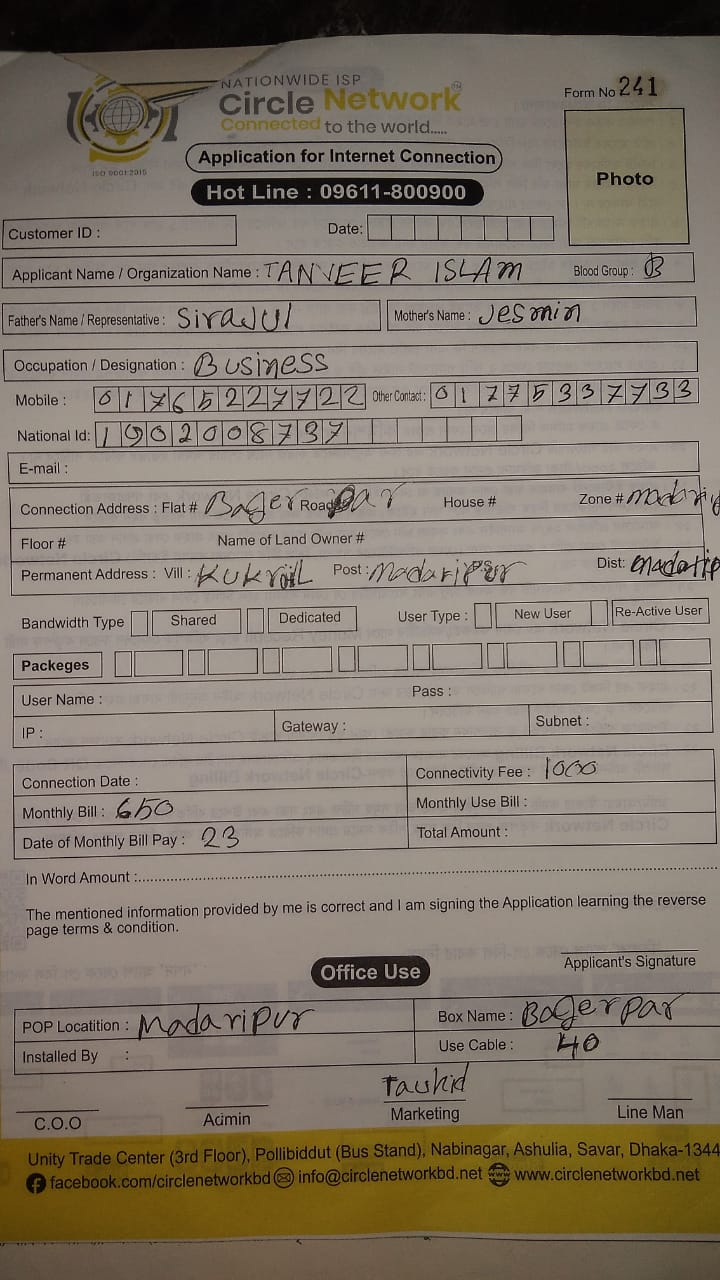 NATIONWIDE ISP
Circle Network
Connected to the world.....
ISO 9001:2015
Form No 241
Application for Internet Connection
Hot Line : 09611-800900
Photo
Customer ID :
Date:
Applicant Name / Organization Name : TANVEER ISLAM Blood Group : B
Father's Name / Representative : Sirajul Mother's Name : Jesmin
Occupation / Designation : Business
Mobile : 01765227722 Other Contact : 01775337733
National Id: 1902008737
E-mail :
Connection Address : Flat # Bager Road par House # Zone # madarip
Floor # Name of Land Owner #
Permanent Address : Vill : Kukrail Post : Madaripur PS Dist: madarip
Bandwidth Type Shared Dedicated User Type : New User Re-Active User
Packeges
User Name : Pass :
IP : Gateway : Subnet :
Connection Date : Connectivity Fee : 1000
Monthly Bill : 650 Monthly Use Bill :
Date of Monthly Bill Pay : 23 Total Amount :
In Word Amount :
The mentioned information provided by me is correct and I am signing the Application learning the reverse
page terms & condition.
Applicant's Signature
Office Use
POP Locatition : Madaripur Box Name : Bagerpar
Installed By : Use Cable : 40
Tauhid
C.O.O Admin Marketing Line Man
Unity Trade Center (3rd Floor), Pollibiddut (Bus Stand), Nabinagar, Ashulia, Savar, Dhaka-1344
facebook.com/circlenetworkbd info@circlenetworkbd.net www.circlenetworkbd.net